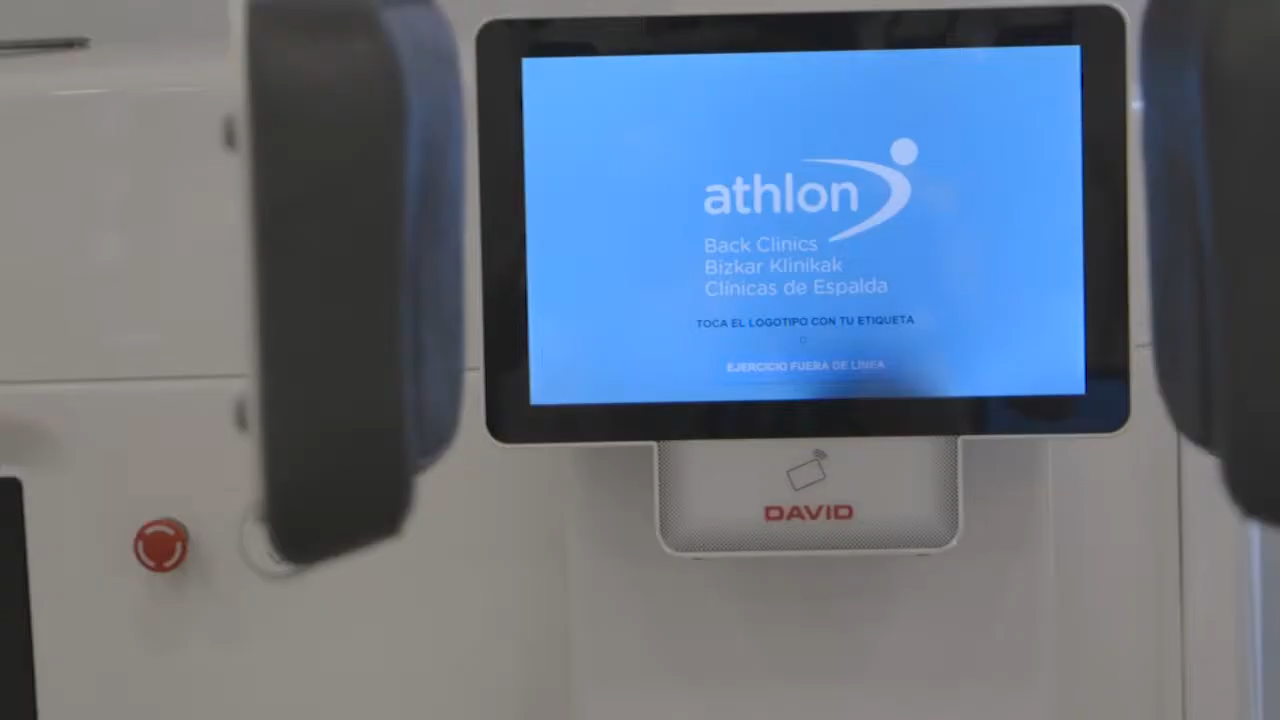 athlon
Back Clinics
Bizkar Klinikak
Clínicas de Espalda
TOCA EL LOGOTIPO CON TU ETIQUETA
EJERCICIO FUERA DE LÍNEA
DAVID